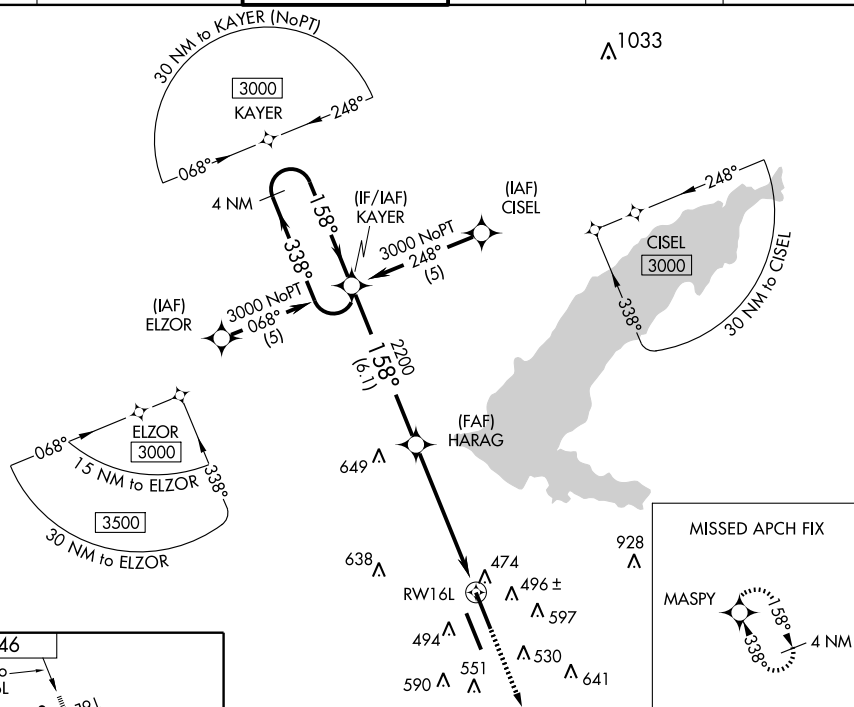 30 NM to KAYER (NoPT)
3000
KAYER
248°
068°
1033
4 NM
158°
338°
(IF/IAF)
KAYER
(IAF)
CISEL
3000 NoPT
248°
(5)
(IAF)
ELZOR
3000 NoPT
068°
(5)
248°
CISEL
3000
338°
30 NM to CISEL
2200
158°
(6.1)
(FAF)
HARAG
068°
ELZOR
3000
15 NM to ELZOR
338°
3500
30 NM to ELZOR
649
638
474
RW16L
496 ±
597
494
530
590
551
641
928
MISSED APCH FIX
MASPY
158°
338°
4 NM
46